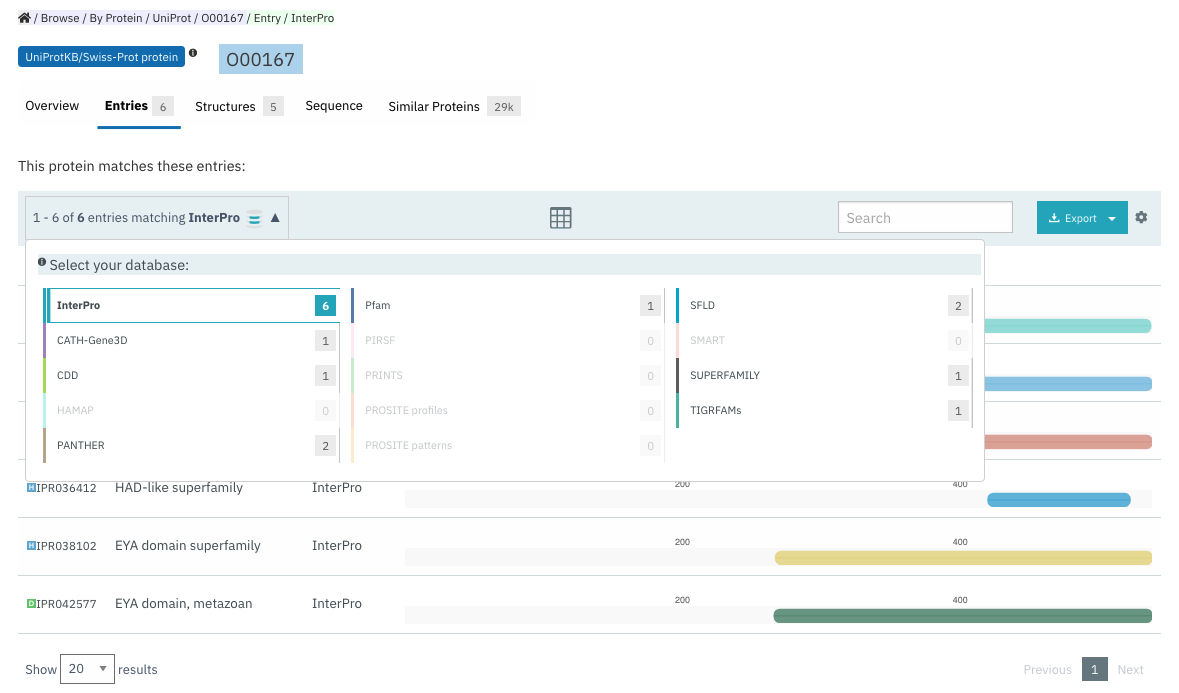 / Browse / By Protein / UniProt / O00167 / Entry / InterPro
UniProtKB/Swiss-Prot protein O00167
Overview Entries 6 Structures 5 Sequence Similar Proteins 29k
This protein matches these entries:
1 - 6 of 6 entries matching InterPro ▲ Search Export
Select your database:
InterPro 6 Pfam 1 SFLD 2
CATH-Gene3D 1 PIRSF 0 SMART 0
CDD 1 PRINTS 0 SUPERFAMILY 1
HAMAP 0 PROSITE profiles 0 TIGRFAMs 1
PANTHER 2 PROSITE patterns 0
200 400
H IPR036412 HAD-like superfamily InterPro
200 400
H IPR038102 EYA domain superfamily InterPro
200 400
D IPR042577 EYA domain, metazoan InterPro
Show 20 results Previous 1 Next